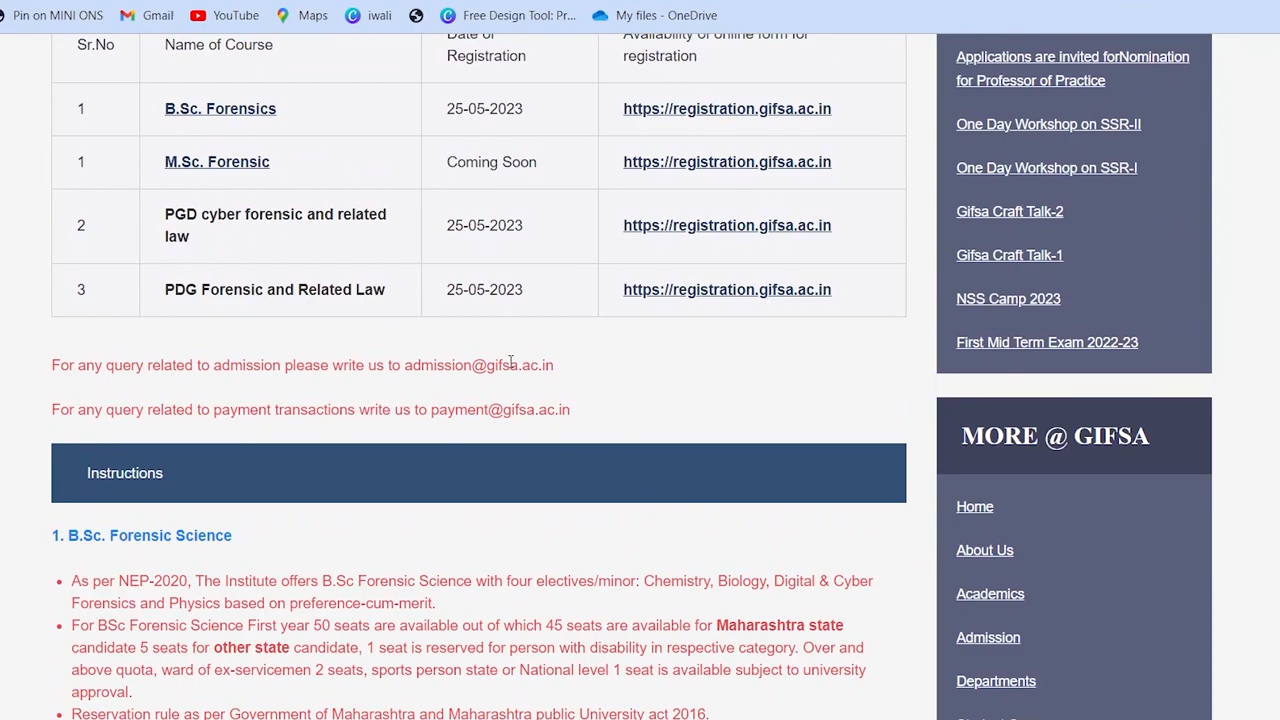 Pin on MINI ONS Gmail YouTube Maps iwali Free Design Tool: Pr... My files - OneDrive
Sr.No Name of Course Date of Registration Availability of online form for registration
1 B.Sc. Forensics 25-05-2023 https://registration.gifsa.ac.in
1 M.Sc. Forensic Coming Soon https://registration.gifsa.ac.in
2 PGD cyber forensic and related law 25-05-2023 https://registration.gifsa.ac.in
3 PDG Forensic and Related Law 25-05-2023 https://registration.gifsa.ac.in
For any query related to admission please write us to admission@gifsa.ac.in
For any query related to payment transactions write us to payment@gifsa.ac.in
Instructions
1. B.Sc. Forensic Science
As per NEP-2020, The Institute offers B.Sc Forensic Science with four electives/minor: Chemistry, Biology, Digital & Cyber
Forensics and Physics based on preference-cum-merit.
For BSc Forensic Science First year 50 seats are available out of which 45 seats are available for Maharashtra state
candidate 5 seats for other state candidate, 1 seat is reserved for person with disability in respective category. Over and
above quota, ward of ex-servicemen 2 seats, sports person state or National level 1 seat is available subject to university
approval.
Reservation rule as per Government of Maharashtra and Maharashtra public University act 2016.
Applications are invited forNomination
for Professor of Practice
One Day Workshop on SSR-II
One Day Workshop on SSR-I
Gifsa Craft Talk-2
Gifsa Craft Talk-1
NSS Camp 2023
First Mid Term Exam 2022-23
MORE @ GIFSA
Home
About Us
Academics
Admission
Departments